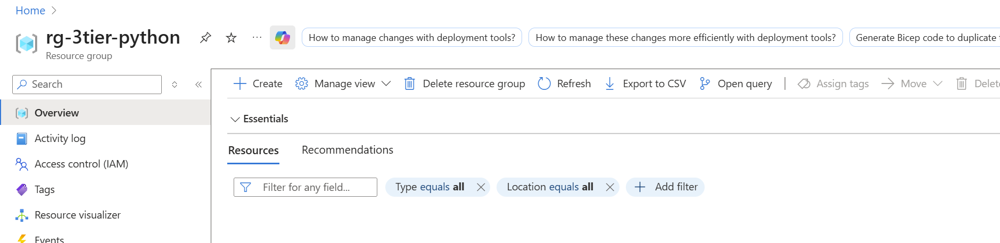 Home
rg-3tier-python
Resource group
How to manage changes with deployment tools?
How to manage these changes more efficiently with deployment tools?
Generate Bicep code to duplicate
Search
Create
Manage view
Delete resource group
Refresh
Export to CSV
Open query
Assign tags
Move
Overview
Activity log
Access control (IAM)
Tags
Resource visualizer
Events
Essentials
Resources
Recommendations
Filter for any field...
Type equals all
Location equals all
Add filter